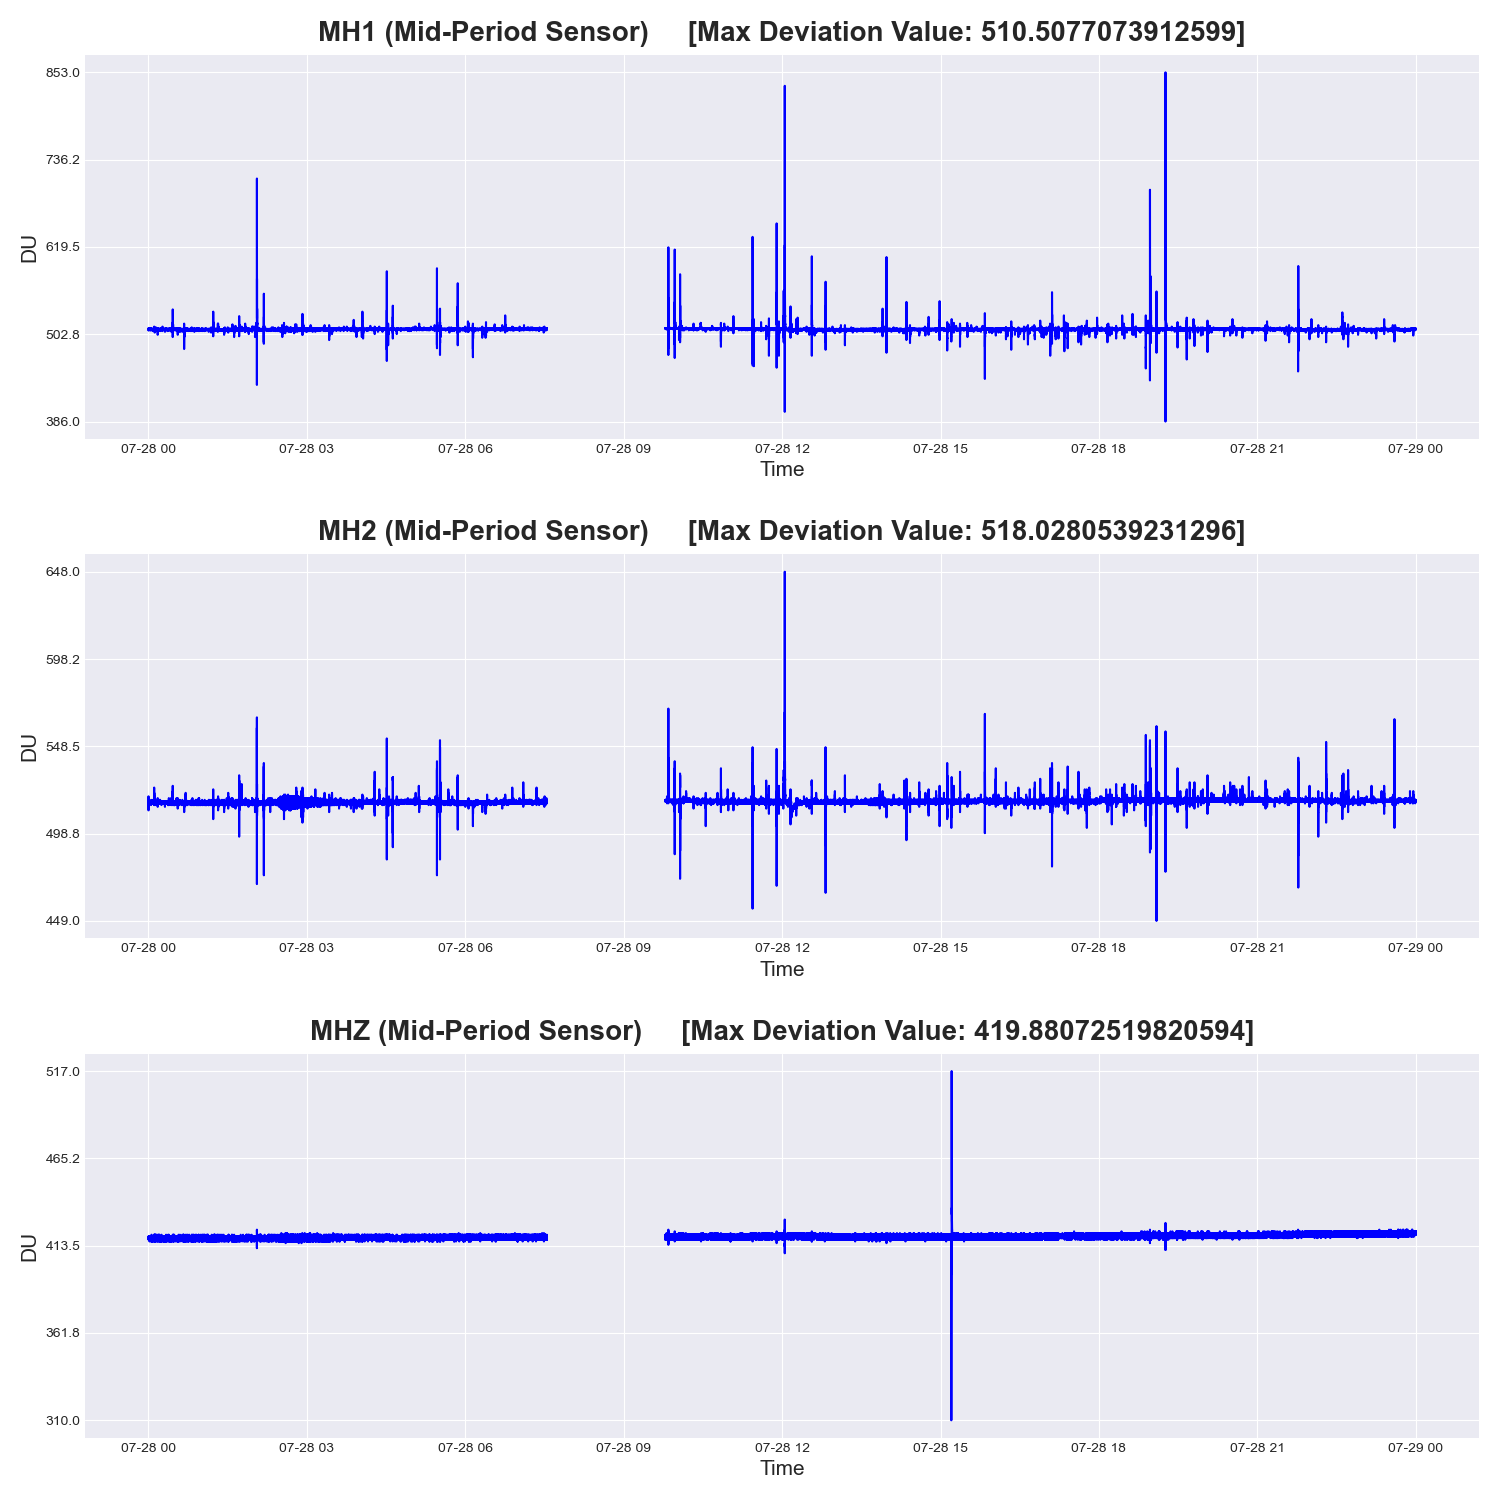 MH1 (Mid-Period Sensor) [Max Deviation Value: 510.5077073912599]
853.0
736.2
619.5
502.8
386.0
DU
07-28 00 07-28 03 07-28 06 07-28 09 07-28 12 07-28 15 07-28 18 07-28 21 07-29 00
Time
MH2 (Mid-Period Sensor) [Max Deviation Value: 518.0280539231296]
648.0
598.2
548.5
498.8
449.0
DU
07-28 00 07-28 03 07-28 06 07-28 09 07-28 12 07-28 15 07-28 18 07-28 21 07-29 00
Time
MHZ (Mid-Period Sensor) [Max Deviation Value: 419.88072519820594]
517.0
465.2
413.5
361.8
310.0
DU
07-28 00 07-28 03 07-28 06 07-28 09 07-28 12 07-28 15 07-28 18 07-28 21 07-29 00
Time